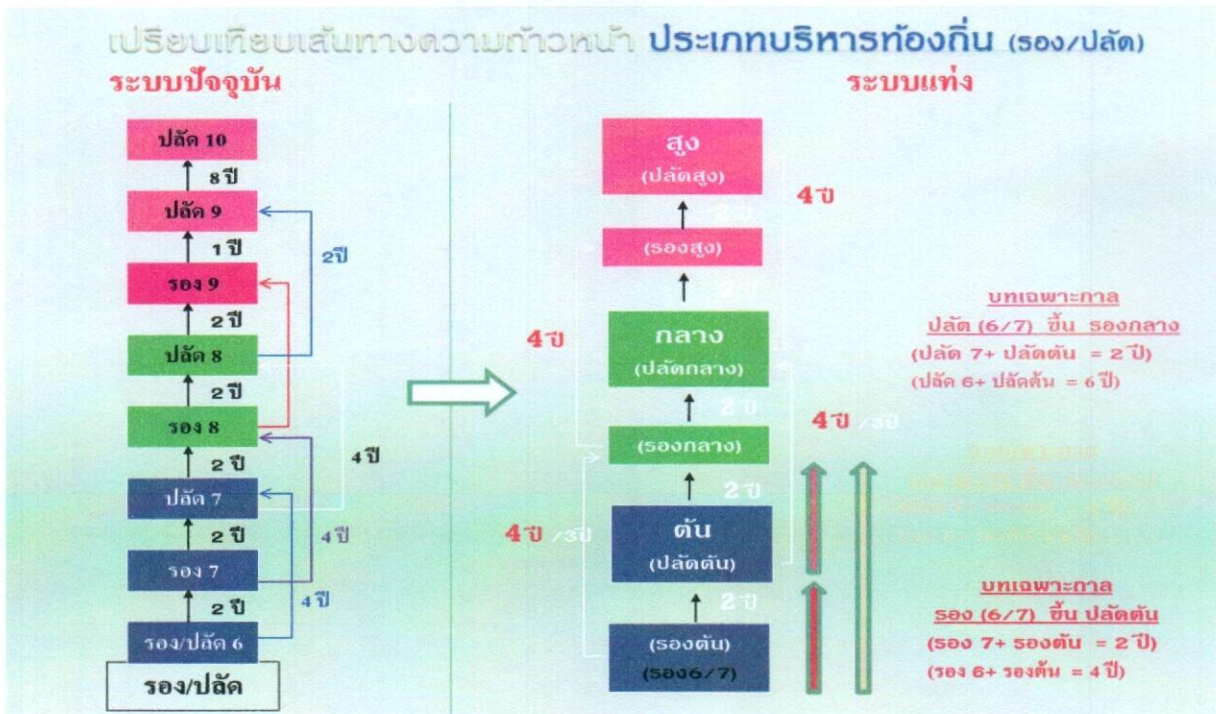 เปรียบเทียบเส้นทางความก้าวหน้า ประเภทบริหารท้องถิ่น (รอง/ปลัด)
ระบบปัจจุบัน
ปลัด 10
8 ปี
ปลัด 9
1 ปี
2ปี
รอง 9
2 ปี
ปลัด 8
2 ปี
รอง 8
2 ปี
4 ปี
ปลัด 7
2 ปี
4ปี
รอง 7
2 ปี
4 ปี
รอง/ปลัด 6
รอง/ปลัด
ระบบแท่ง
สูง
(ปลัดสูง)
4 ปี
2 ปี
(รองสูง)
2 ปี
4 ปี
กลาง
(ปลัดกลาง)
2 ปี
4 ปี /3ปี
(รองกลาง)
2 ปี
4 ปี /3ปี
ต้น
(ปลัดต้น)
2 ปี
(รองต้น)
(รอง6/7)
บทเฉพาะกาล
ปลัด (6/7) ขึ้น รองกลาง
(ปลัด 7+ ปลัดต้น = 2 ปี)
(ปลัด 6+ ปลัดต้น = 6 ปี)
บทเฉพาะกาล
บทเฉพาะกาล
รอง (6/7) ขึ้น ปลัดต้น
(รอง 7+ รองต้น = 2 ปี)
(รอง 6+ รองต้น = 4 ปี)